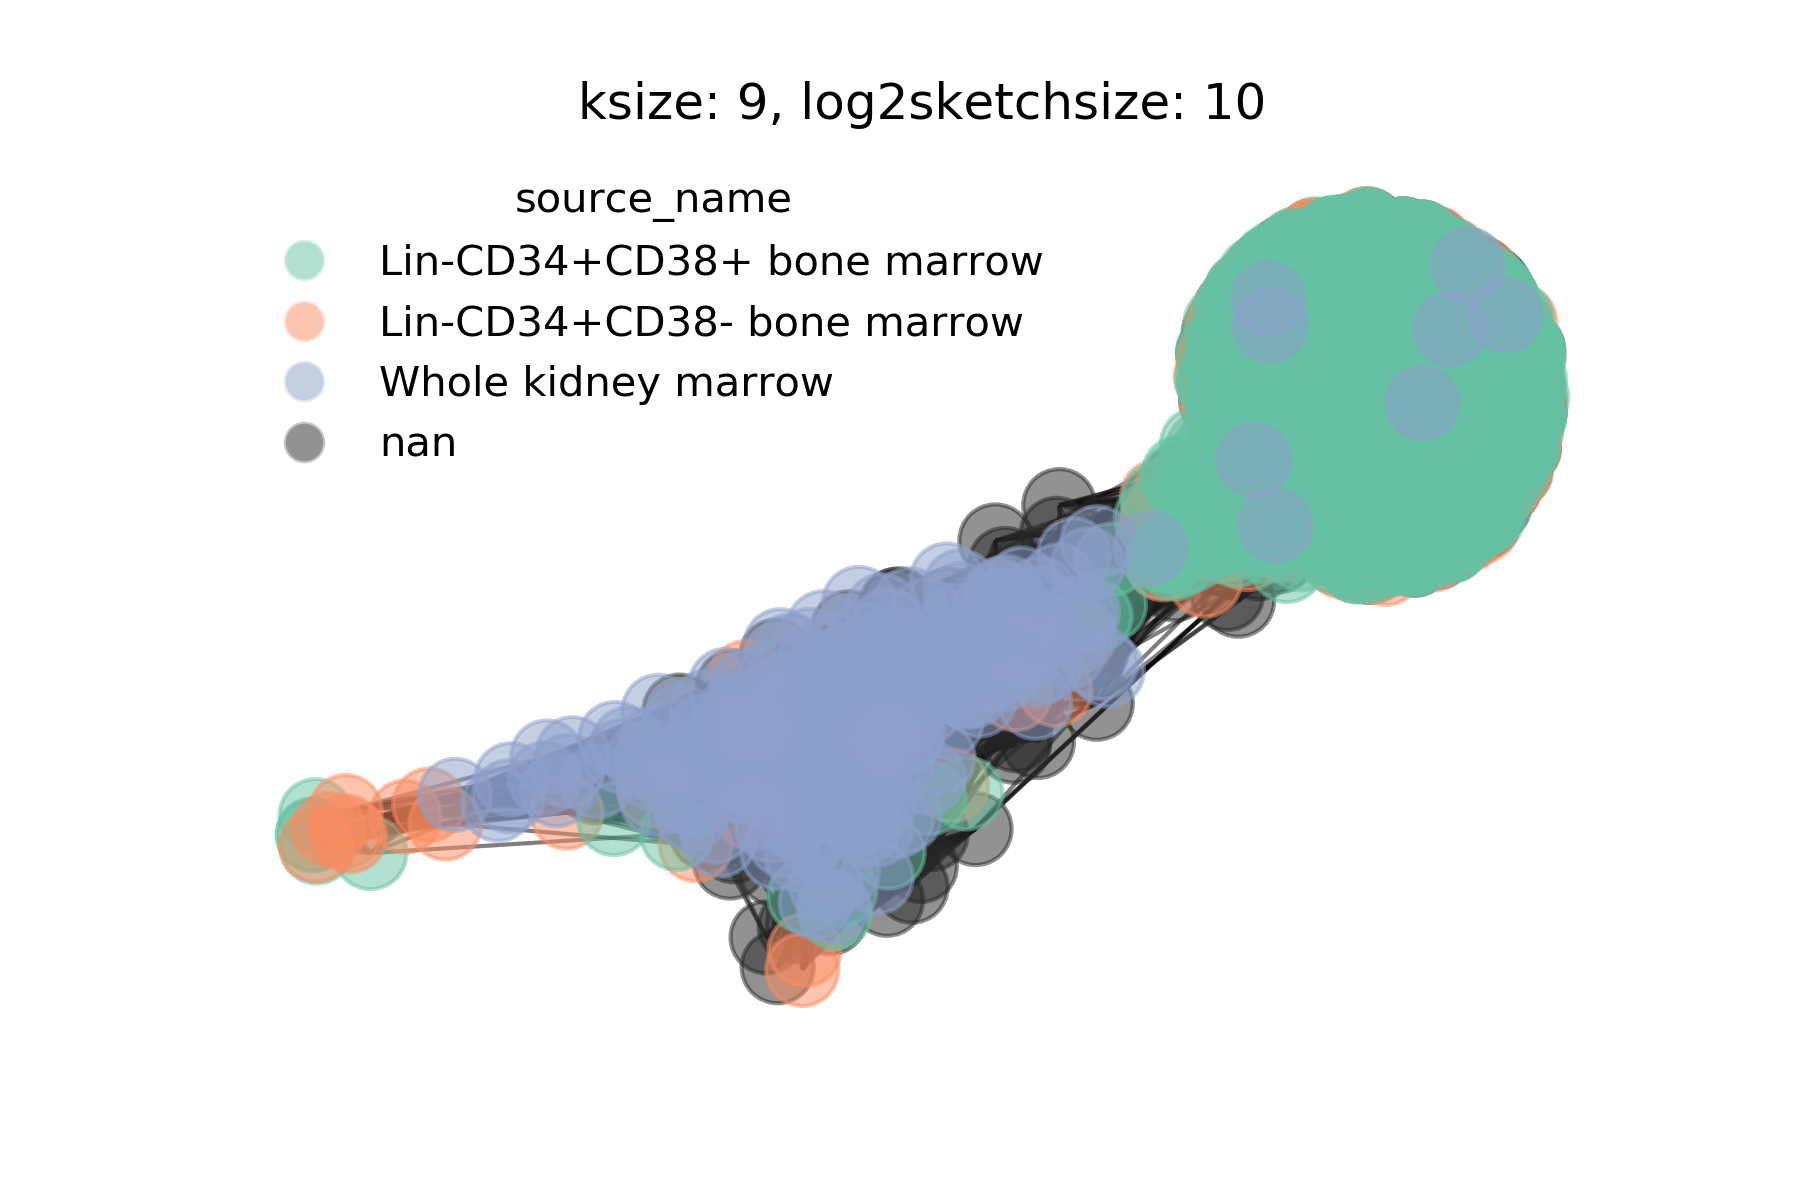 ksize: 9, log2sketchsize: 10
source_name
Lin-CD34+CD38+ bone marrow
Lin-CD34+CD38- bone marrow
Whole kidney marrow
nan